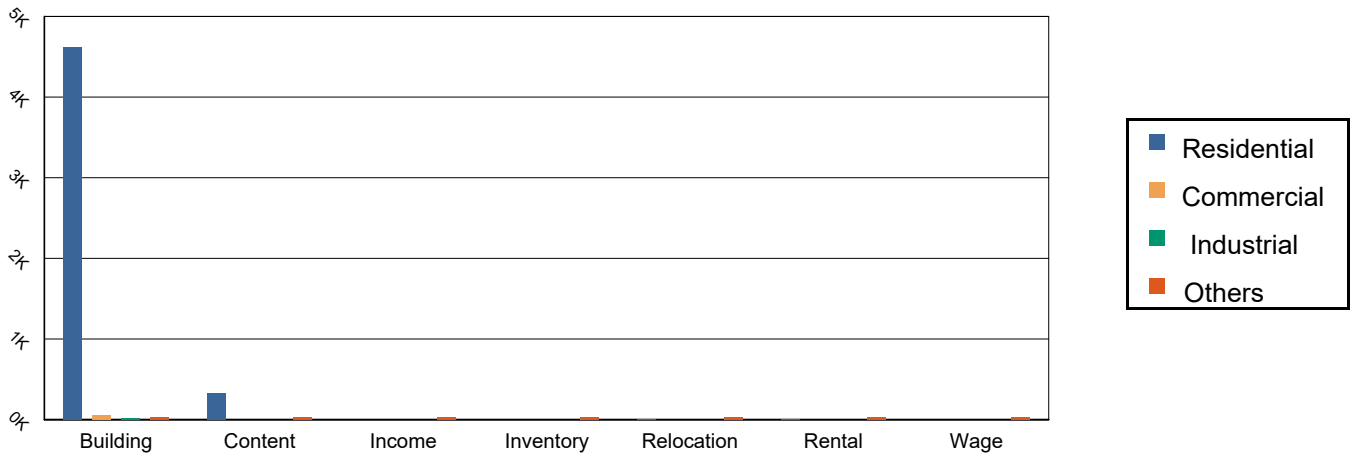 5K
4K
3K
2K
1K
0K
Building Content Income Inventory Relocation Rental Wage
Residential
Commercial
Industrial
Others